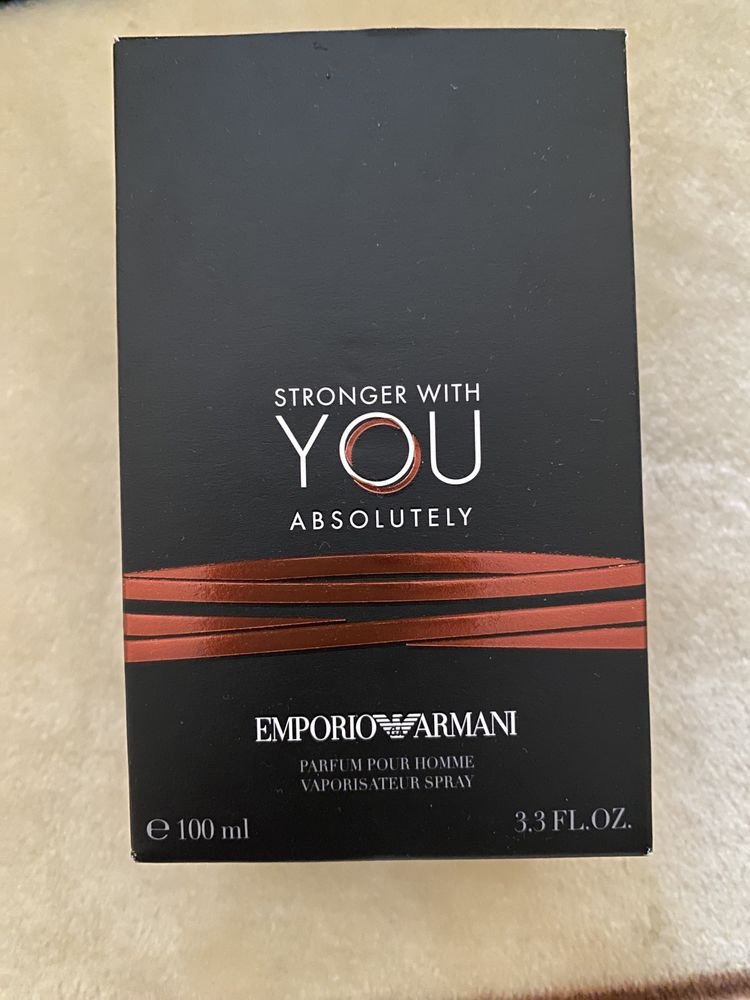 STRONGER WITH
YOU
ABSOLUTELY
EMPORIO ARMANI
PARFUM POUR HOMME
VAPORISATEUR SPRAY
℮ 100 ml
3.3 FL.OZ.